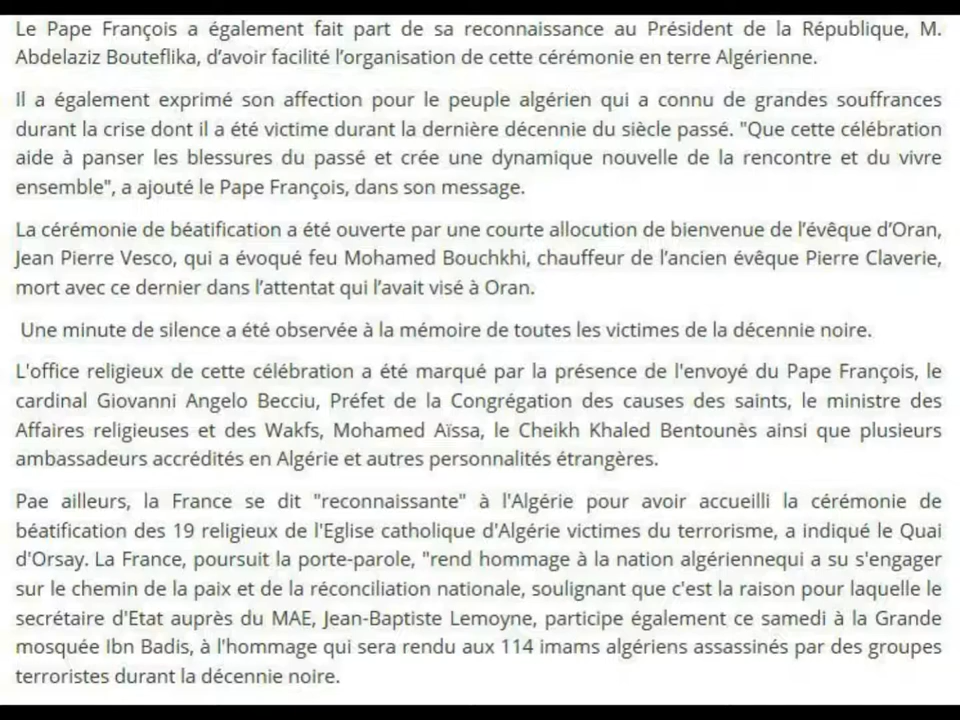 Le Pape François a également fait part de sa reconnaissance au Président de la République, M.
Abdelaziz Bouteflika, d’avoir facilité l’organisation de cette cérémonie en terre Algérienne.
Il a également exprimé son affection pour le peuple algérien qui a connu de grandes souffrances
durant la crise dont il a été victime durant la dernière décennie du siècle passé. "Que cette célébration
aide à panser les blessures du passé et crée une dynamique nouvelle de la rencontre et du vivre
ensemble", a ajouté le Pape François, dans son message.
La cérémonie de béatification a été ouverte par une courte allocution de bienvenue de l’évêque d’Oran,
Jean Pierre Vesco, qui a évoqué feu Mohamed Bouchkhi, chauffeur de l’ancien évêque Pierre Claverie,
mort avec ce dernier dans l’attentat qui l’avait visé à Oran.
Une minute de silence a été observée à la mémoire de toutes les victimes de la décennie noire.
L'office religieux de cette célébration a été marqué par la présence de l'envoyé du Pape François, le
cardinal Giovanni Angelo Becciu, Préfet de la Congrégation des causes des saints, le ministre des
Affaires religieuses et des Wakfs, Mohamed Aïssa, le Cheikh Khaled Bentounès ainsi que plusieurs
ambassadeurs accrédités en Algérie et autres personnalités étrangères.
Pae ailleurs, la France se dit "reconnaissante" à l'Algérie pour avoir accueilli la cérémonie de
béatification des 19 religieux de l'Eglise catholique d'Algérie victimes du terrorisme, a indiqué le Quai
d'Orsay. La France, poursuit la porte-parole, "rend hommage à la nation algériennequi a su s'engager
sur le chemin de la paix et de la réconciliation nationale, soulignant que c'est la raison pour laquelle le
secrétaire d'Etat auprès du MAE, Jean-Baptiste Lemoyne, participe également ce samedi à la Grande
mosquée Ibn Badis, à l'hommage qui sera rendu aux 114 imams algériens assassinés par des groupes
terroristes durant la décennie noire.